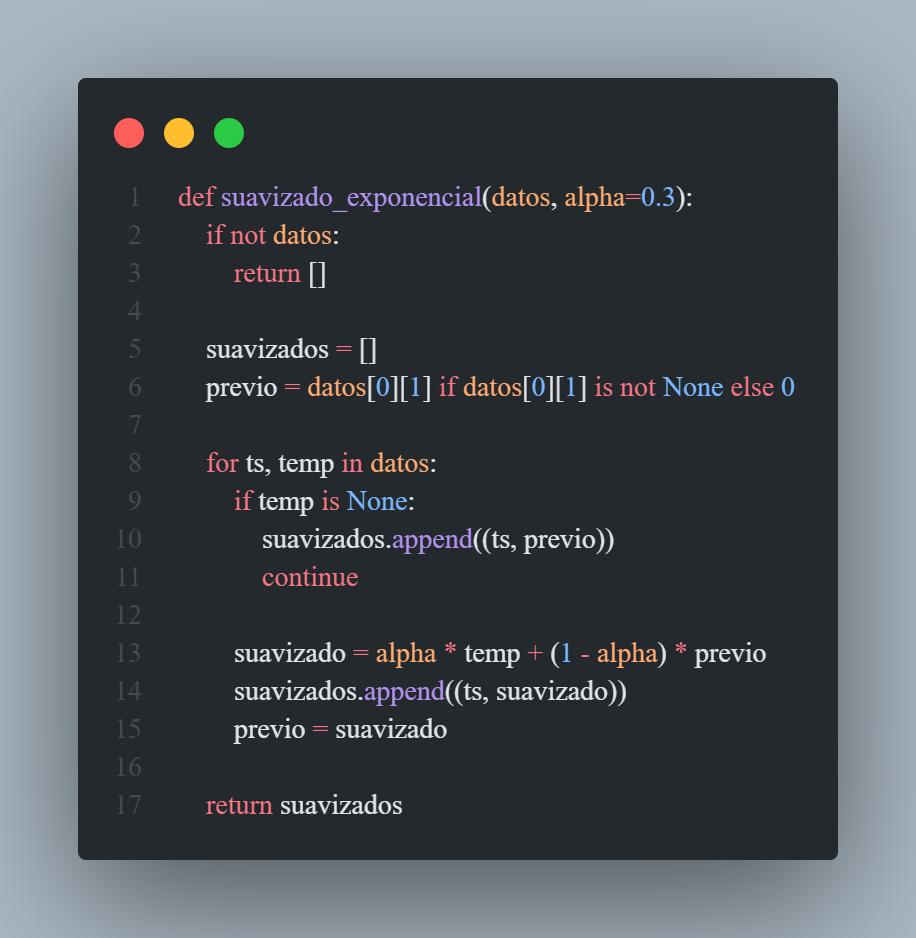 1 def suavizado_exponencial(datos, alpha=0.3):
2     if not datos:
3         return []
4
5     suavizados = []
6     previo = datos[0][1] if datos[0][1] is not None else 0
7
8     for ts, temp in datos:
9         if temp is None:
10             suavizados.append((ts, previo))
11             continue
12
13         suavizado = alpha * temp + (1 - alpha) * previo
14         suavizados.append((ts, suavizado))
15         previo = suavizado
16
17     return suavizados